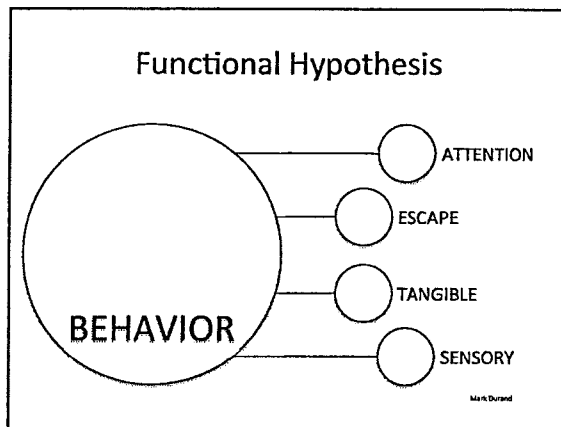 Functional Hypothesis
ATTENTION
ESCAPE
TANGIBLE
BEHAVIOR
SENSORY
Mark Durand